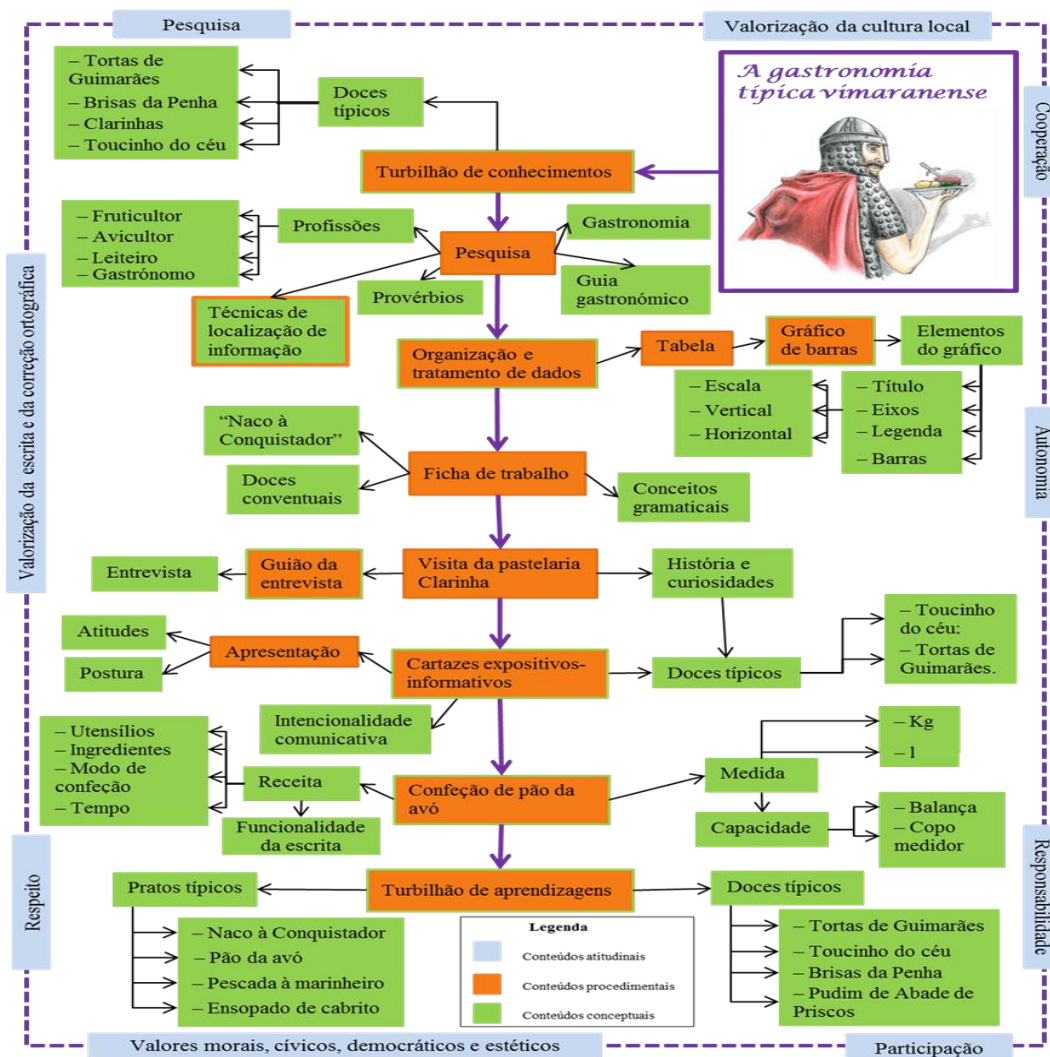 Pesquisa
Valorização da cultura local
A gastronomia
típica vimaranense
– Tortas de
Guimarães
– Brisas da Penha
– Clarinhas
– Toucinho do céu
Doces
típicos
Cooperação
Turbilhão de conhecimentos
– Fruticultor
– Avicultor
– Leiteiro
– Gastrónomo
Profissões
Gastronomia
Pesquisa
Provérbios
Guia
gastronómico
Técnicas de
localização de
informação
Valorização da escrita e da correção ortográfica
Organização e
tratamento de dados
Tabela
Gráfico
de barras
Elementos
do gráfico
– Escala
– Vertical
– Horizontal
– Título
– Eixos
– Legenda
– Barras
Autonomia
“Naco à
Conquistador”
Doces
conventuais
Ficha de trabalho
Conceitos
gramaticais
Entrevista
Guião da
entrevista
Visita da pastelaria
Clarinha
História e
curiosidades
Atitudes
Postura
Apresentação
Cartazes expositivos-
informativos
Doces típicos
– Toucinho
do céu:
– Tortas de
Guimarães.
Intencionalidade
comunicativa
– Utensílios
– Ingredientes
– Modo de
confeção
– Tempo
Receita
Funcionalidade
da escrita
Confeção de pão da
avó
Medida
– Kg
– l
Capacidade
– Balança
– Copo
medidor
Respeito
Responsabilidade
Pratos típicos
Turbilhão de aprendizagens
Doces típicos
– Naco à Conquistador
– Pão da avó
– Pescada à marinheiro
– Ensopado de cabrito
Legenda
Conteúdos atitudinais
Conteúdos procedimentais
Conteúdos conceptuais
– Tortas de Guimarães
– Toucinho do céu
– Brisas da Penha
– Pudim de Abade de
Priscos
Valores morais, cívicos, democráticos e estéticos
Participação